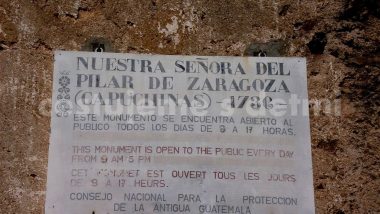 NUESTRA SEÑORA DEL
PILAR DE ZARAGOZA
(CAPUCHINAS) 1786
ESTE MONUMENTO SE ENCUENTRA ABIERTO AL
PUBLICO TODOS LOS DIAS DE 9 A 17 HORAS.
THIS MONUMENT IS OPEN TO THE PUBLIC EVERY DAY
FROM 9 AM 5 PM
CET MONUMET EST OUVERT TOUS LES JOURS
DE 9 A 17 HEURS.
CONSEJO NACIONAL PARA LA PROTECCION
DE LA ANTIGUA GUATEMALA